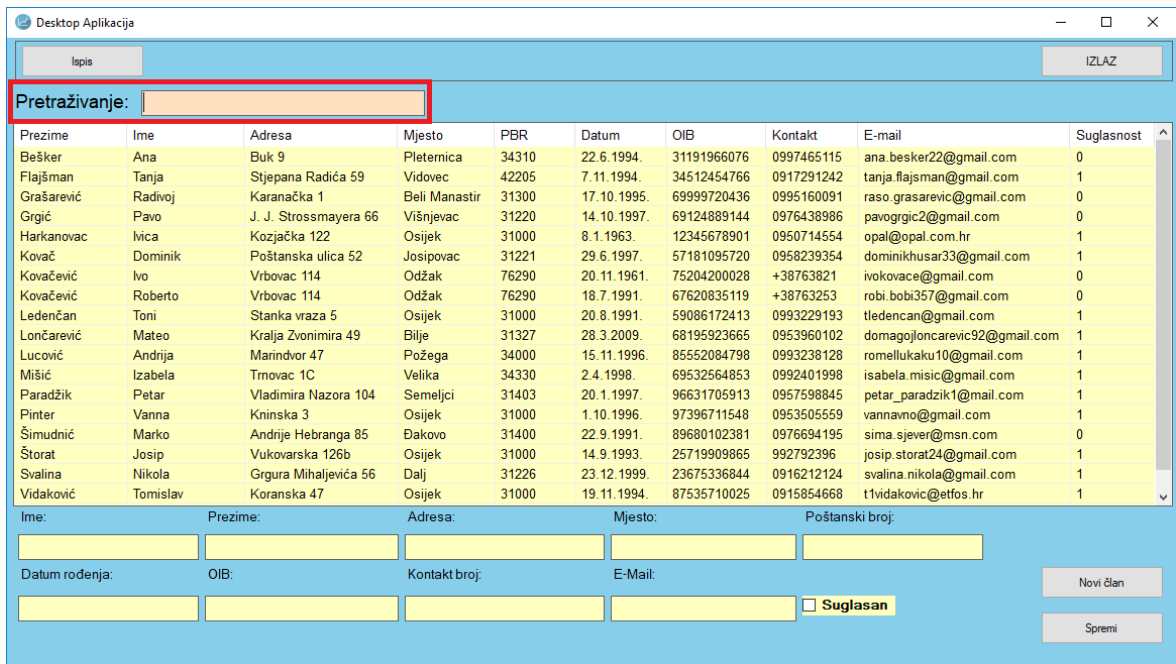 Desktop Aplikacija
Ispis IZLAZ
Pretraživanje:
Prezime Ime Adresa Mjesto PBR Datum OIB Kontakt E-mail Suglasnost
Bešker Ana Buk 9 Pleternica 34310 22.6.1994. 31191966076 0997465115 ana.besker22@gmail.com 0
Flajšman Tanja Stjepana Radića 59 Vidovec 42205 7.11.1994. 34512454766 0917291242 tanja.flajsman@gmail.com 1
Grašarević Radivoj Karanačka 1 Beli Manastir 31300 17.10.1995. 69999720436 0995160091 raso.grasarevic@gmail.com 0
Grgić Pavo J. J. Strossmayera 66 Višnjevac 31220 14.10.1997. 69124889144 0976438986 pavogrgic2@gmail.com 0
Harkanovac Ivica Kozjačka 122 Osijek 31000 8.1.1963. 12345678901 0950714554 opal@opal.com.hr 1
Kovač Dominik Poštanska ulica 52 Josipovac 31221 29.6.1997. 57181095720 0958239354 dominikhusar33@gmail.com 1
Kovačević Ivo Vrbovac 114 Odžak 76290 20.11.1961. 75204200028 +38763821 ivokovace@gmail.com 0
Kovačević Roberto Vrbovac 114 Odžak 76290 18.7.1991. 67620835119 +38763253 robi.bobi357@gmail.com 0
Ledenčan Toni Stanka vraza 5 Osijek 31000 20.8.1991. 59086172413 0993229193 tledencan@gmail.com 1
Lončarević Mateo Kralja Zvonimira 49 Bilje 31327 28.3.2009. 68195923665 0953960102 domagojloncarevic92@gmail.com 1
Lucović Andrija Marindvor 47 Požega 34000 15.11.1996. 85552084798 0993238128 romellukaku10@gmail.com 1
Mišić Izabela Trnovac 1C Velika 34330 2.4.1998. 69532564853 0992401998 isabela.misic@gmail.com 1
Paradžik Petar Vladimira Nazora 104 Semeljci 31403 20.1.1997. 96631705913 0957598845 petar_paradzik1@mail.com 1
Pinter Vanna Kninska 3 Osijek 31000 1.10.1996. 97396711548 0953505559 vannavno@gmail.com 1
Šimudnić Marko Andrije Hebranga 85 Đakovo 31400 22.9.1991. 89680102381 0976694195 sima.sjever@msn.com 0
Štorat Josip Vukovarska 126b Osijek 31000 14.9.1993. 25719909865 992792396 josip.storat24@gmail.com 1
Svalina Nikola Grgura Mihaljevića 56 Dalj 31226 23.12.1999. 23675336844 0916212124 svalina.nikola@gmail.com 1
Vidaković Tomislav Koranska 47 Osijek 31000 19.11.1994. 87535710025 0915854668 t1vidakovic@etfos.hr 1
Ime: Prezime: Adresa: Mjesto: Poštanski broj:
Datum rođenja: OIB: Kontakt broj: E-Mail:
Novi član
Suglasan
Spremi